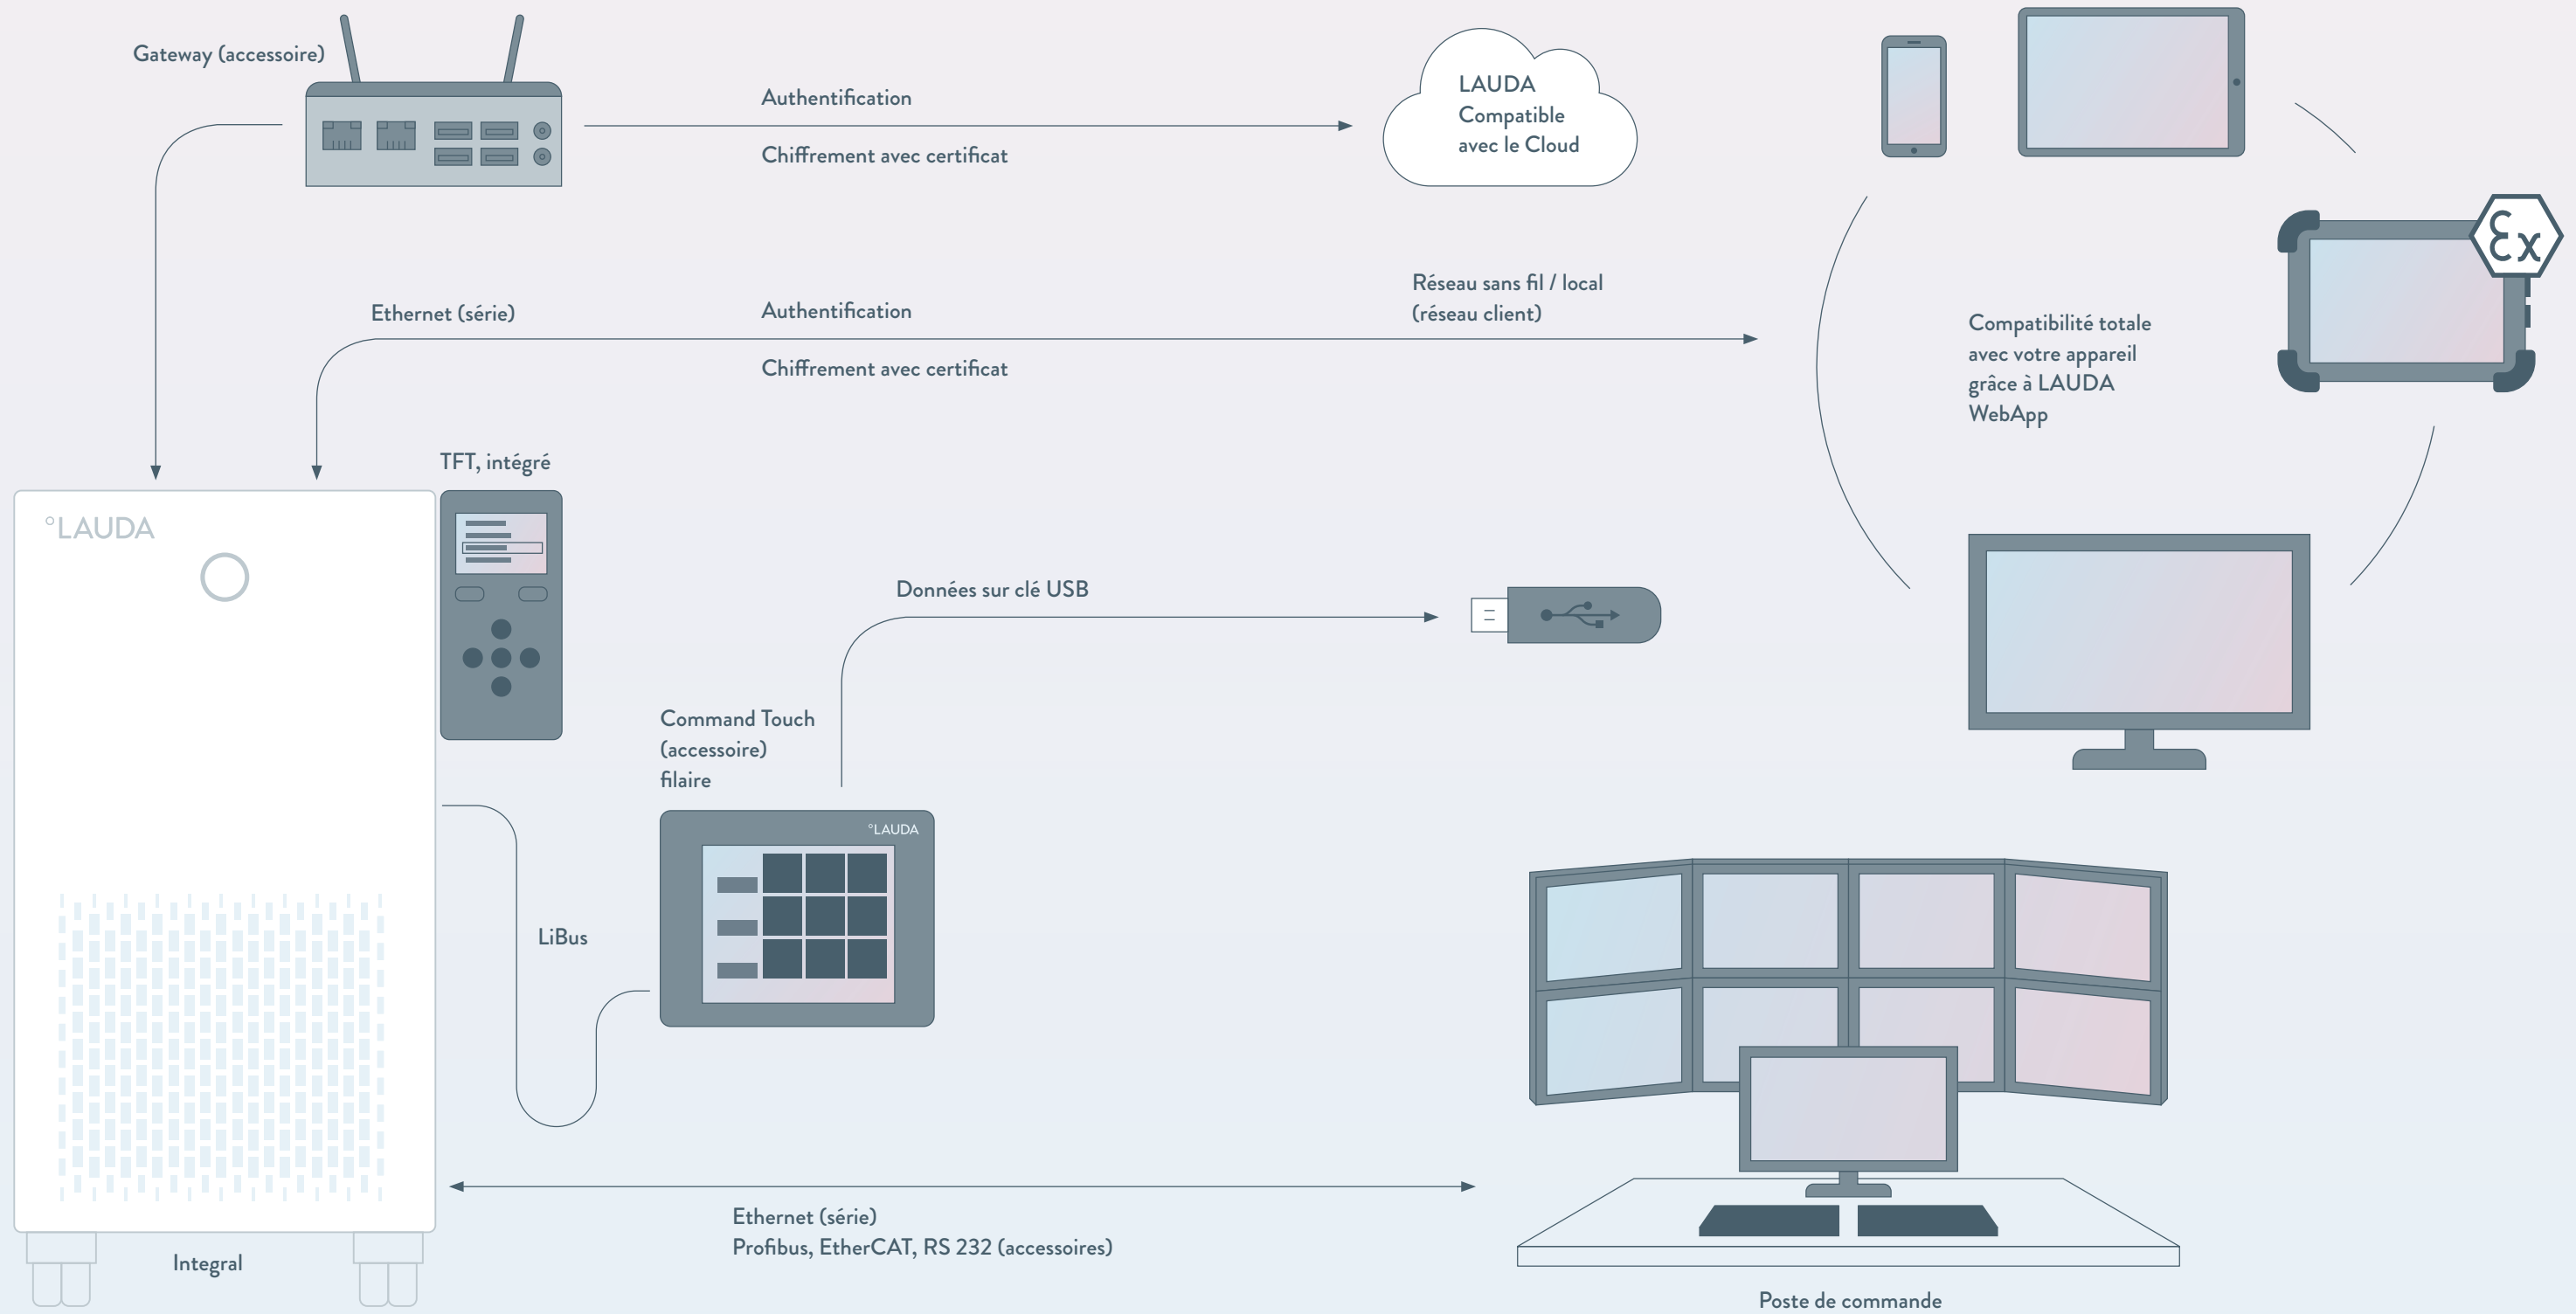 Gateway (accessoire)
Authentification
Chiffrement avec certificat
LAUDA
Compatible
avec le Cloud
Ex
Ethernet (série)
Authentification
Chiffrement avec certificat
Réseau sans fil / local
(réseau client)
Compatibilité totale
avec votre appareil
grâce à LAUDA
WebApp
TFT, intégré
°LAUDA
Données sur clé USB
Command Touch
(accessoire)
filaire
°LAUDA
LiBus
Ethernet (série)
Profibus, EtherCAT, RS 232 (accessoires)
Integral
Poste de commande